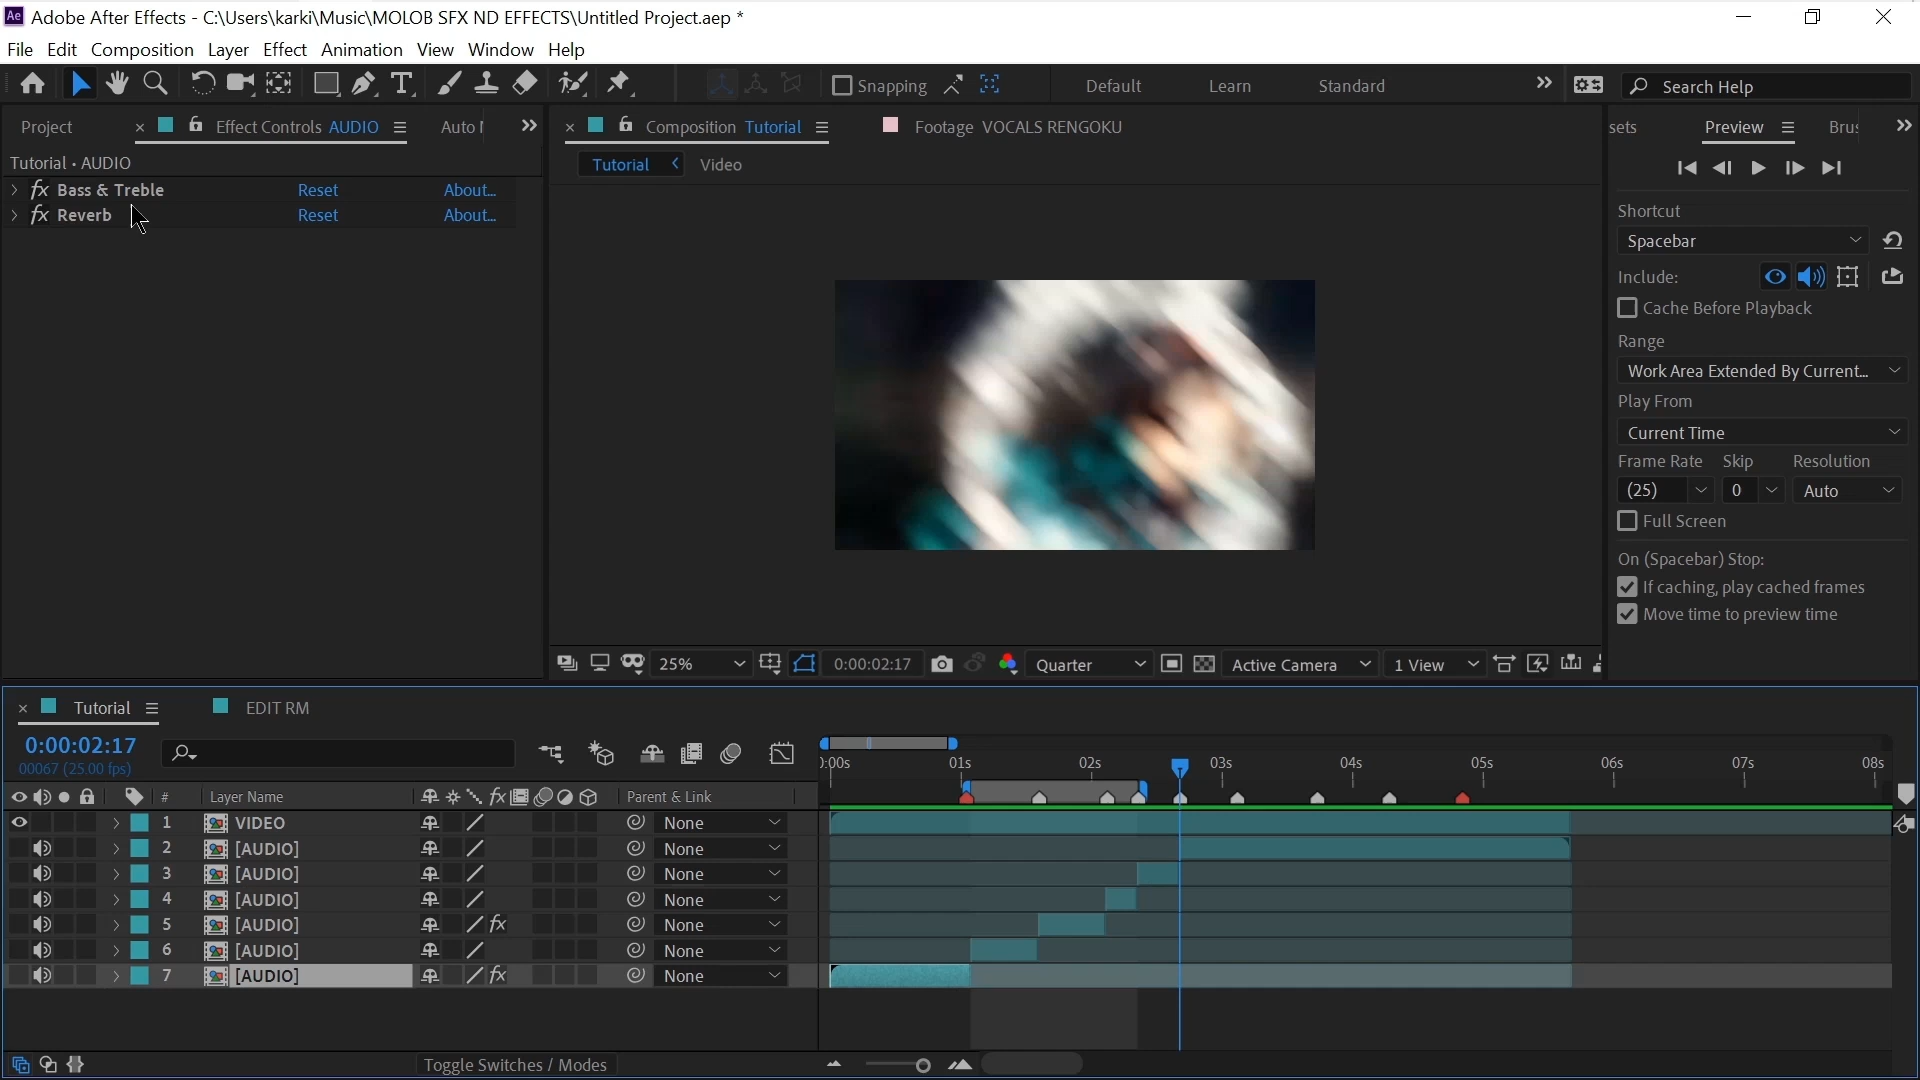 Ae Adobe After Effects - C:\Users\karki\Music\MOLOB SFX ND EFFECTS\Untitled Project.aep *
File Edit Composition Layer Effect Animation View Window Help
Snapping Default Learn Standard Search Help
Project Effect Controls AUDIO Auto Composition Tutorial Footage VOCALS RENGOKU sets Preview Brus
Tutorial • AUDIO
fx Bass & Treble Reset About...
fx Reverb Reset About...
Tutorial Video
Shortcut
Spacebar
Include:
Cache Before Playback
Range
Work Area Extended By Current...
Play From
Current Time
Frame Rate Skip Resolution
(25) 0 Auto
Full Screen
On (Spacebar) Stop:
If caching, play cached frames
Move time to preview time
25% 0:00:02:17 Quarter Active Camera 1 View
Tutorial EDIT RM
0:00:02:17
00067 (25.00 fps)
):00s 01s 02s 03s 04s 05s 06s 07s 08s
# Layer Name fx Parent & Link
1 VIDEO None
2 [AUDIO] None
3 [AUDIO] None
4 [AUDIO] None
5 [AUDIO] fx None
6 [AUDIO] None
7 [AUDIO] fx None
Toggle Switches / Modes